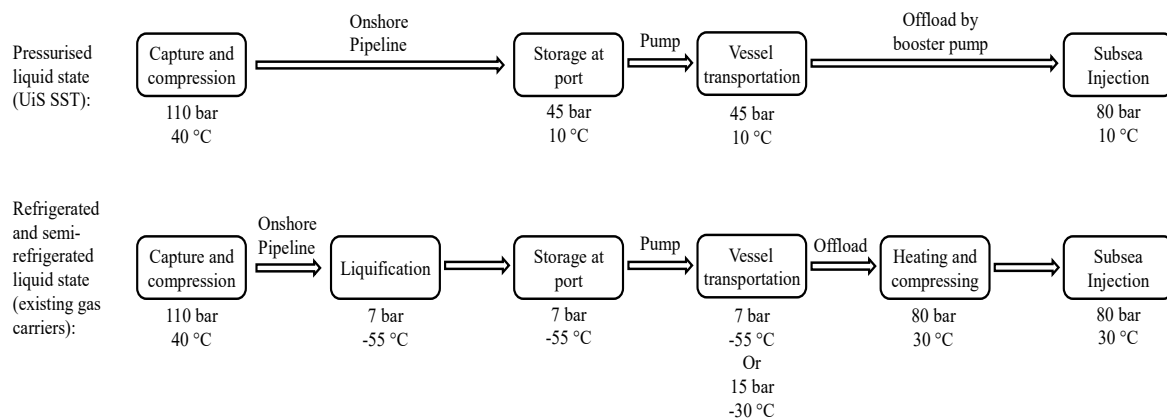 Pressurised
liquid state
(UiS SST):
Capture and
compression
110 bar
40 °C
Onshore
Pipeline
Storage at
port
45 bar
10 °C
Pump
Vessel
transportation
45 bar
10 °C
Offload by
booster pump
Subsea
Injection
80 bar
10 °C
Refrigerated
and semi-
refrigerated
liquid state
(existing gas
carriers):
Capture and
compression
110 bar
40 °C
Onshore
Pipeline
Liquification
7 bar
-55 °C
Storage at
port
7 bar
-55 °C
Pump
Vessel
transportation
7 bar
-55 °C
Or
15 bar
-30 °C
Offload
Heating and
compressing
80 bar
30 °C
Subsea
Injection
80 bar
30 °C